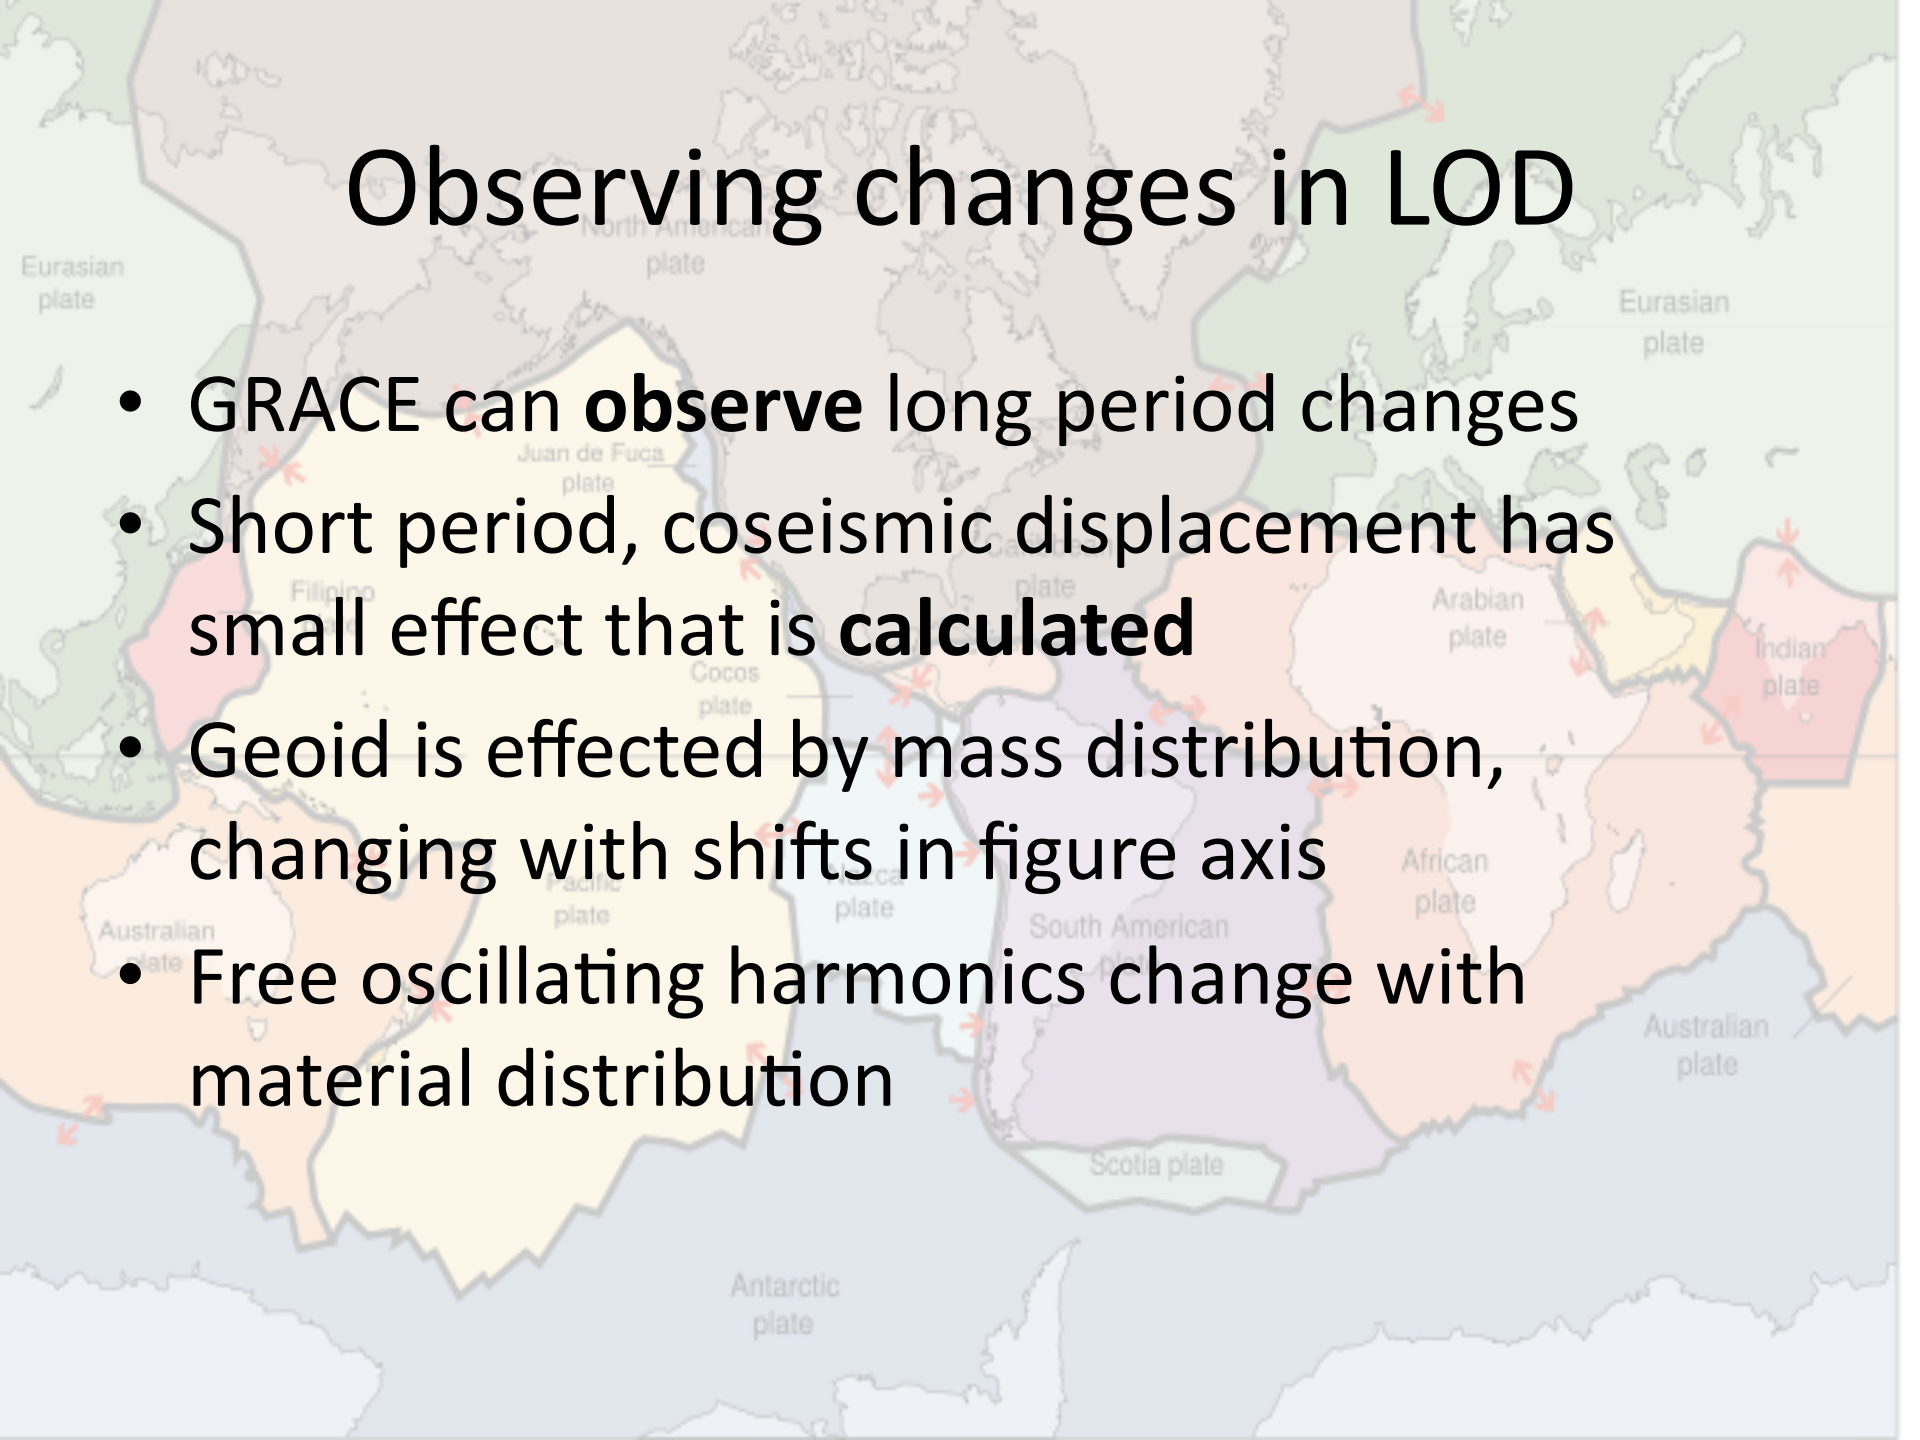 Observing changes in LOD
North American
plate
Eurasian
plate
Eurasian
plate
• GRACE can observe long period changes
Juan de Fuca
plate
• Short period, coseismic displacement has
small effect that is calculated
Caribbean
plate
Filipino
plate
Arabian
plate
Indian
plate
Cocos
plate
• Geoid is effected by mass distribution,
changing with shifts in figure axis
Pacific
plate
Nazca
plate
African
plate
South American
plate
Australian
plate
• Free oscillating harmonics change with
material distribution
Australian
plate
Scotia plate
Antarctic
plate